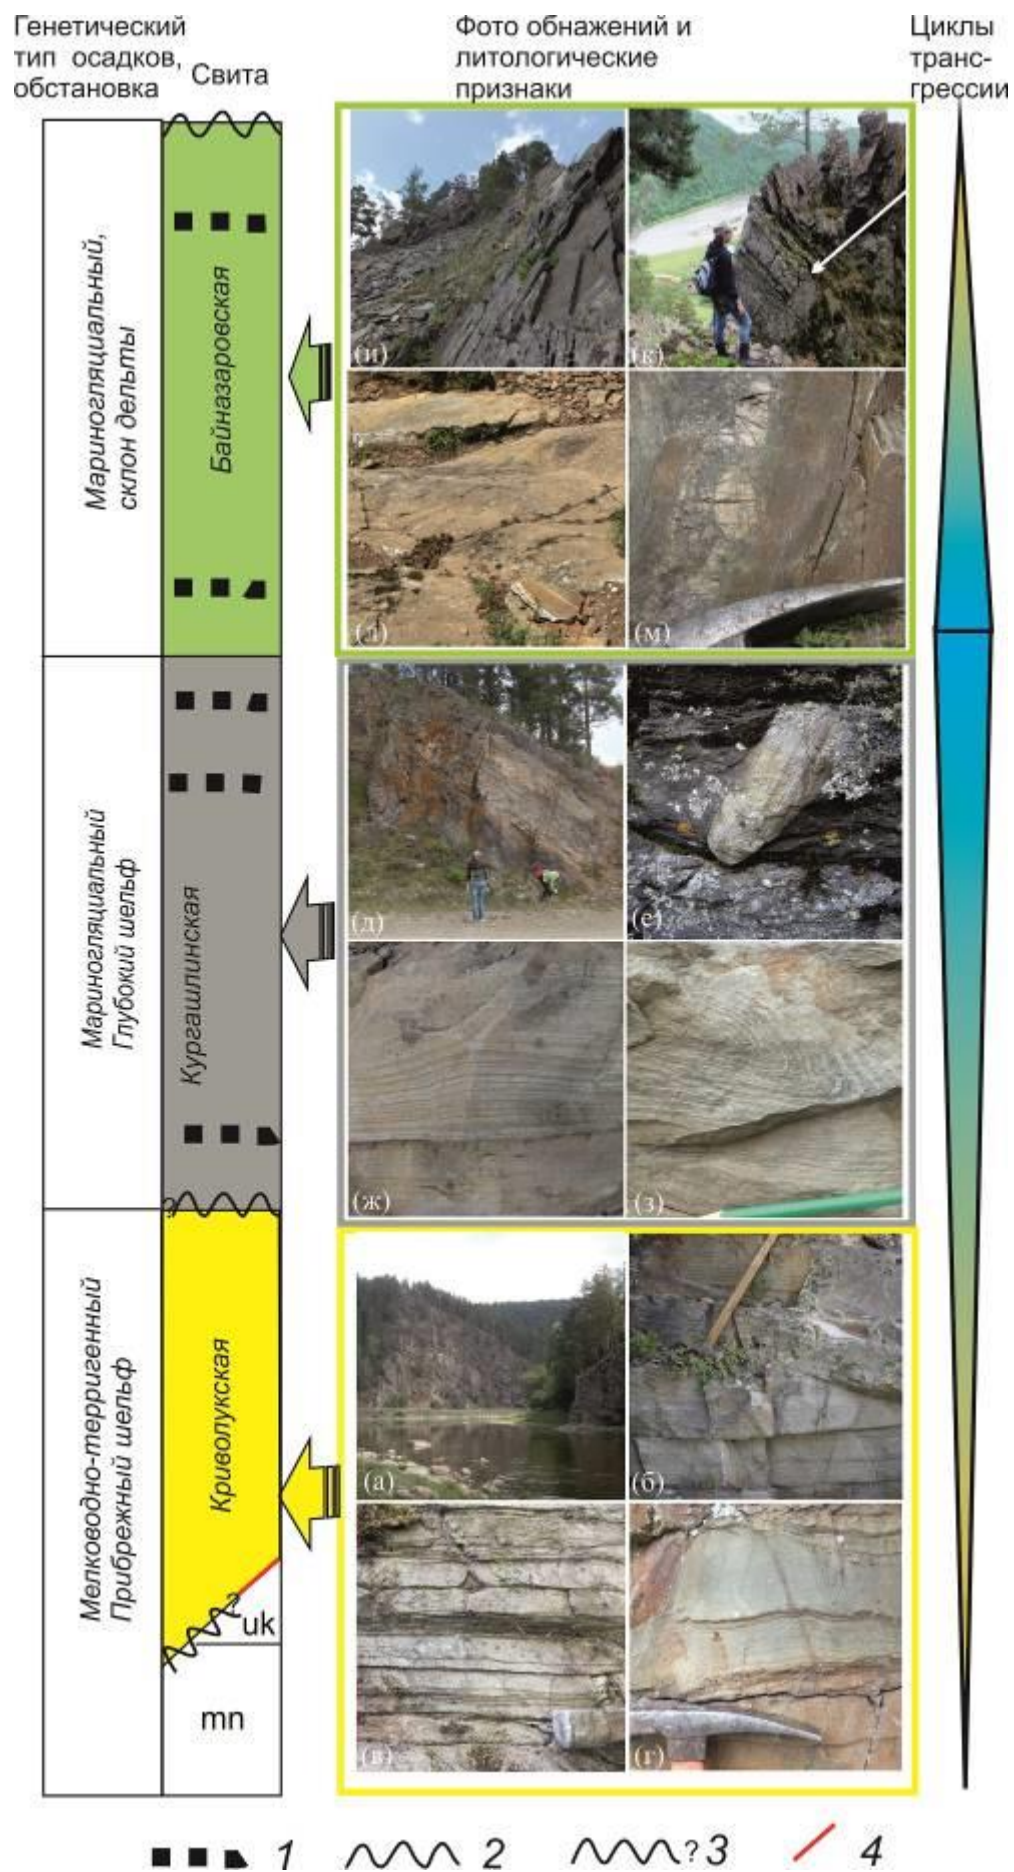 Генетический
тип осадков,
обстановка
Свита
Фото обнажений и
литологические
признаки
Циклы
транс-
грессии
Мариногляциальный,
склон дельты
Байназаровская
(и)
(к)
(л)
(м)
Мариногляциальный
Глубокий шельф
Кургашлинская
(д)
(е)
(ж)
(з)
?
Мелководно-терригенный
Прибрежный шельф
Криволукская
(а)
(б)
(в)
(г)
?
uk
mn
1
2
? 3
4